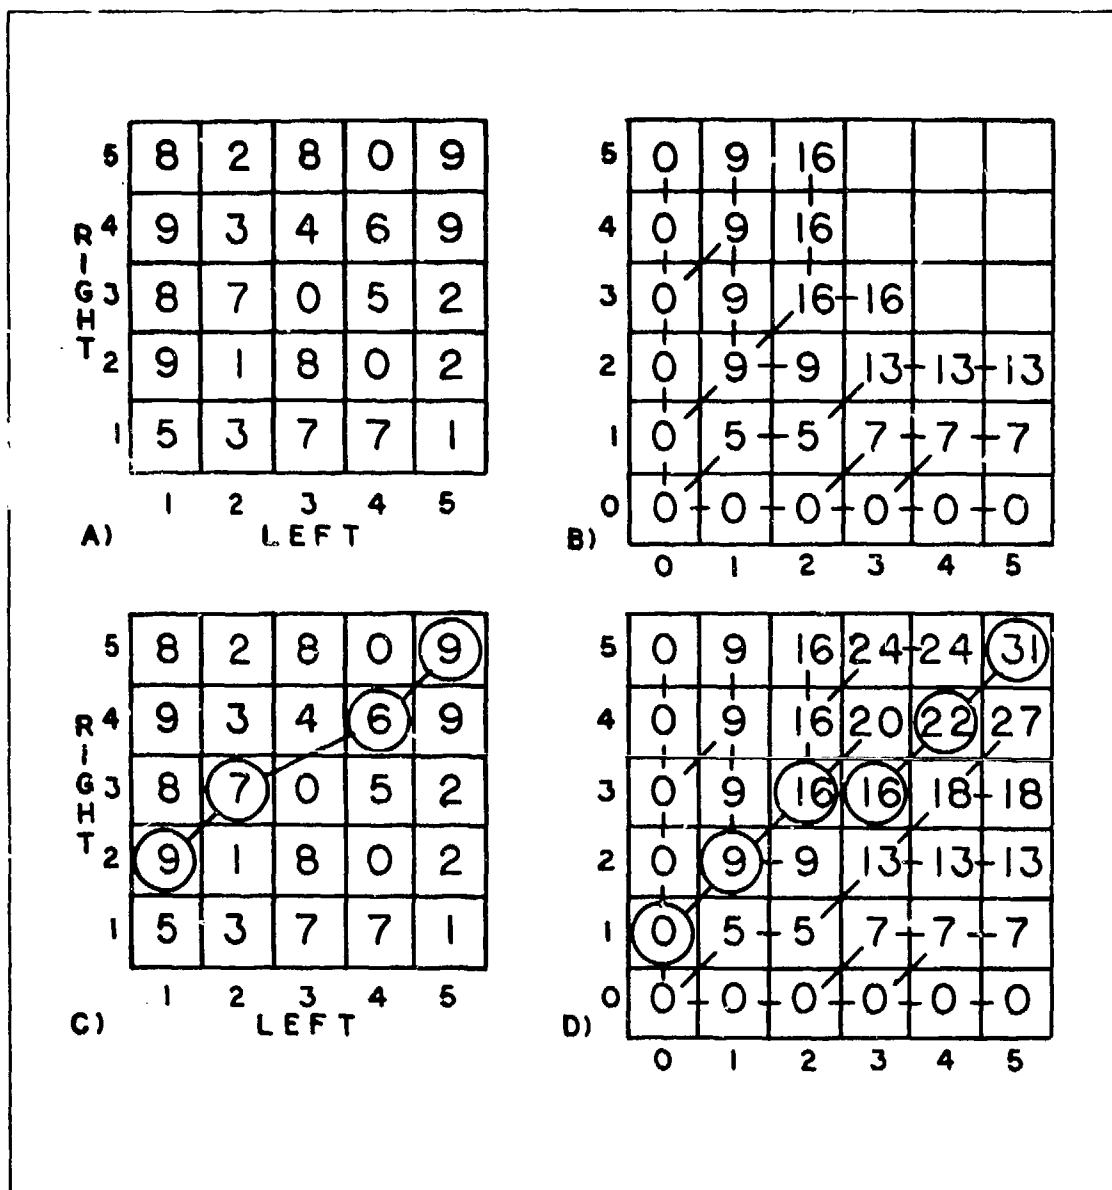 5 8 2 8 0 9
4 9 3 4 6 9
3 8 7 0 5 2
2 9 1 8 0 2
1 5 3 7 7 1
1 2 3 4 5
RIGHT
LEFT
A)
5 0 9 16
4 0 9 16
3 0 9 16 16
2 0 9 9 13 13 13
1 0 5 5 7 7 7
0 0 0 0 0 0 0
0 1 2 3 4 5
B)
5 8 2 8 0 9
4 9 3 4 6 9
3 8 7 0 5 2
2 9 1 8 0 2
1 5 3 7 7 1
1 2 3 4 5
RIGHT
LEFT
C)
5 0 9 16 24 24 31
4 0 9 16 20 22 27
3 0 9 16 16 18 18
2 0 9 9 13 13 13
1 0 5 5 7 7 7
0 0 0 0 0 0 0
0 1 2 3 4 5
D)